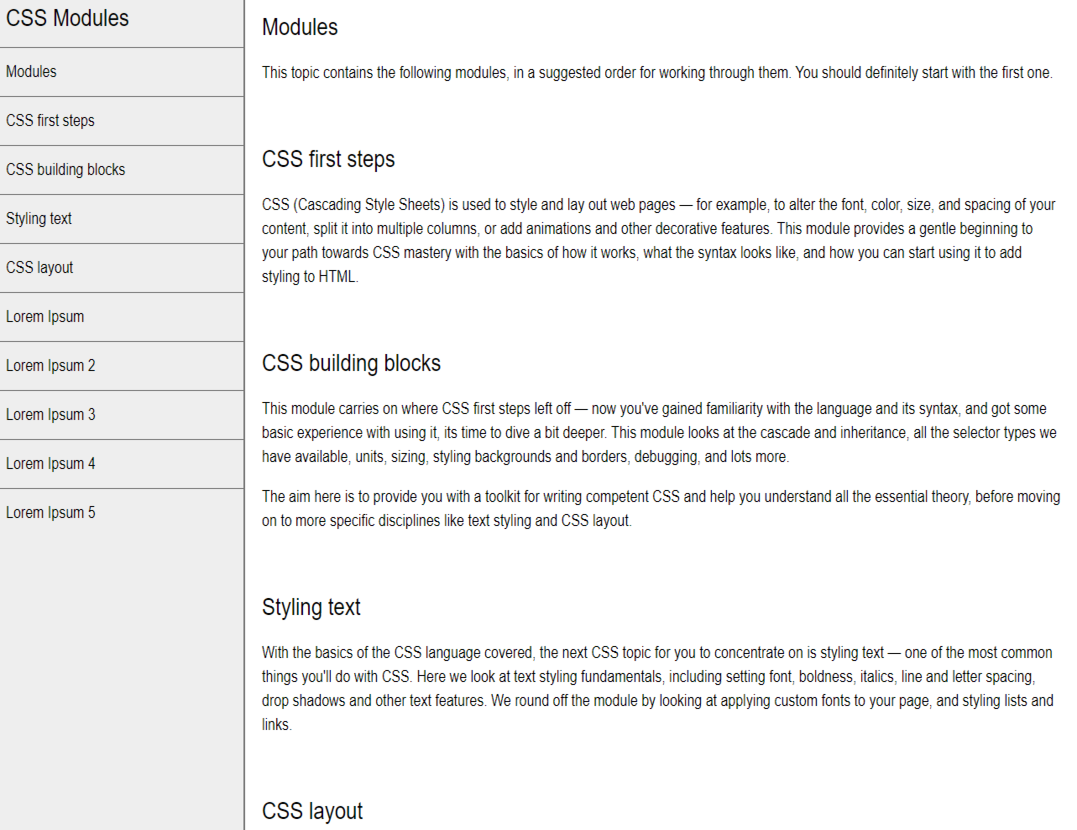 CSS Modules
Modules
CSS first steps
CSS building blocks
Styling text
CSS layout
Lorem Ipsum
Lorem Ipsum 2
Lorem Ipsum 3
Lorem Ipsum 4
Lorem Ipsum 5
Modules
This topic contains the following modules, in a suggested order for working through them. You should definitely start with the first one.
CSS first steps
CSS (Cascading Style Sheets) is used to style and lay out web pages — for example, to alter the font, color, size, and spacing of your
content, split it into multiple columns, or add animations and other decorative features. This module provides a gentle beginning to
your path towards CSS mastery with the basics of how it works, what the syntax looks like, and how you can start using it to add
styling to HTML.
CSS building blocks
This module carries on where CSS first steps left off — now you've gained familiarity with the language and its syntax, and got some
basic experience with using it, its time to dive a bit deeper. This module looks at the cascade and inheritance, all the selector types we
have available, units, sizing, styling backgrounds and borders, debugging, and lots more.
The aim here is to provide you with a toolkit for writing competent CSS and help you understand all the essential theory, before moving
on to more specific disciplines like text styling and CSS layout.
Styling text
With the basics of the CSS language covered, the next CSS topic for you to concentrate on is styling text — one of the most common
things you'll do with CSS. Here we look at text styling fundamentals, including setting font, boldness, italics, line and letter spacing,
drop shadows and other text features. We round off the module by looking at applying custom fonts to your page, and styling lists and
links.
CSS layout